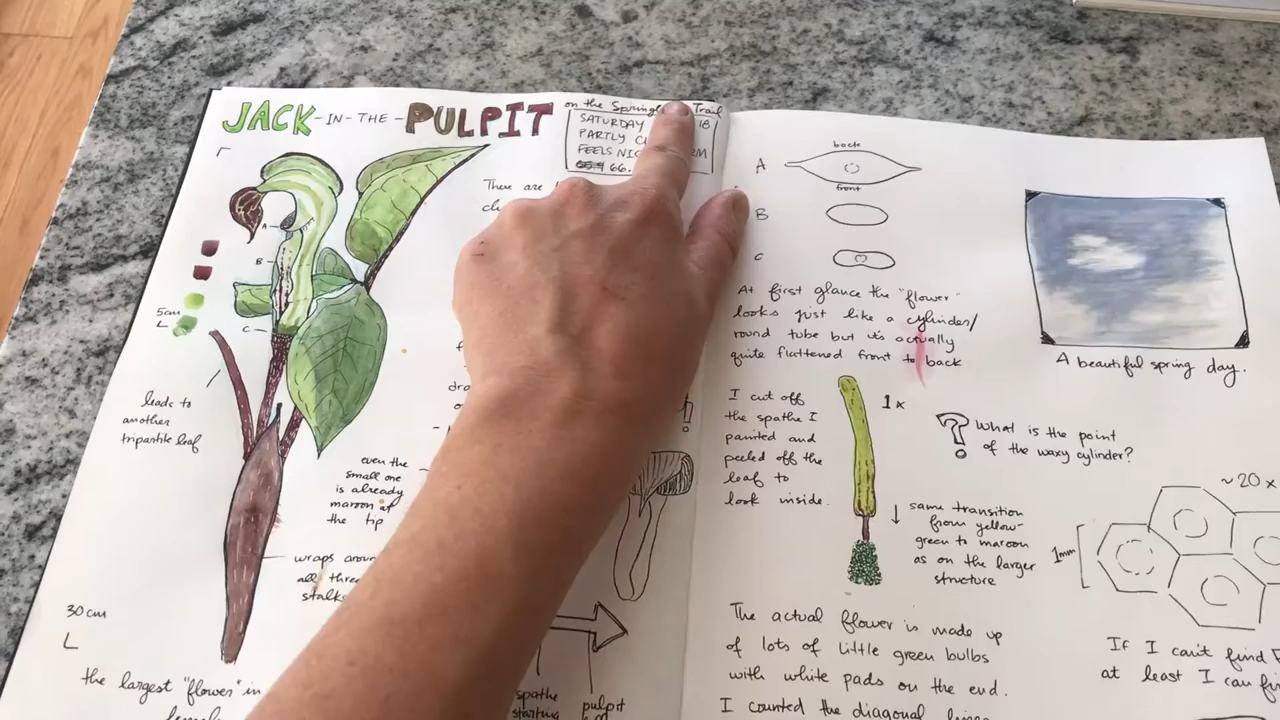 JACK-IN-THE-PULPIT
on the Trail
SATURDAY 18
PARTLY
FEELS
66.
There are
A
B
C
5cm
leads to
another
tripartite leaf
even the
small one
is already
maroon at
the tip
wraps around
all three
stalks
30 cm
the largest "flower" in
spathe
starting
pulpit
A
back
front
B
C
At first glance the "flower"
looks just like a cylinder/
round tube but it's actually
quite flattened front to back
A beautiful spring day.
I cut off
the spathe I
painted and
peeled off the
leaf to
look inside.
1x
? What is the point
of the waxy cylinder?
same transition
from yellow-
green to maroon
as on the larger
structure
~20x
1mm
The actual flower is made up
of lots of little green bulbs
with white pads on the end.
I counted the diagonal
If I can't find
at least I can